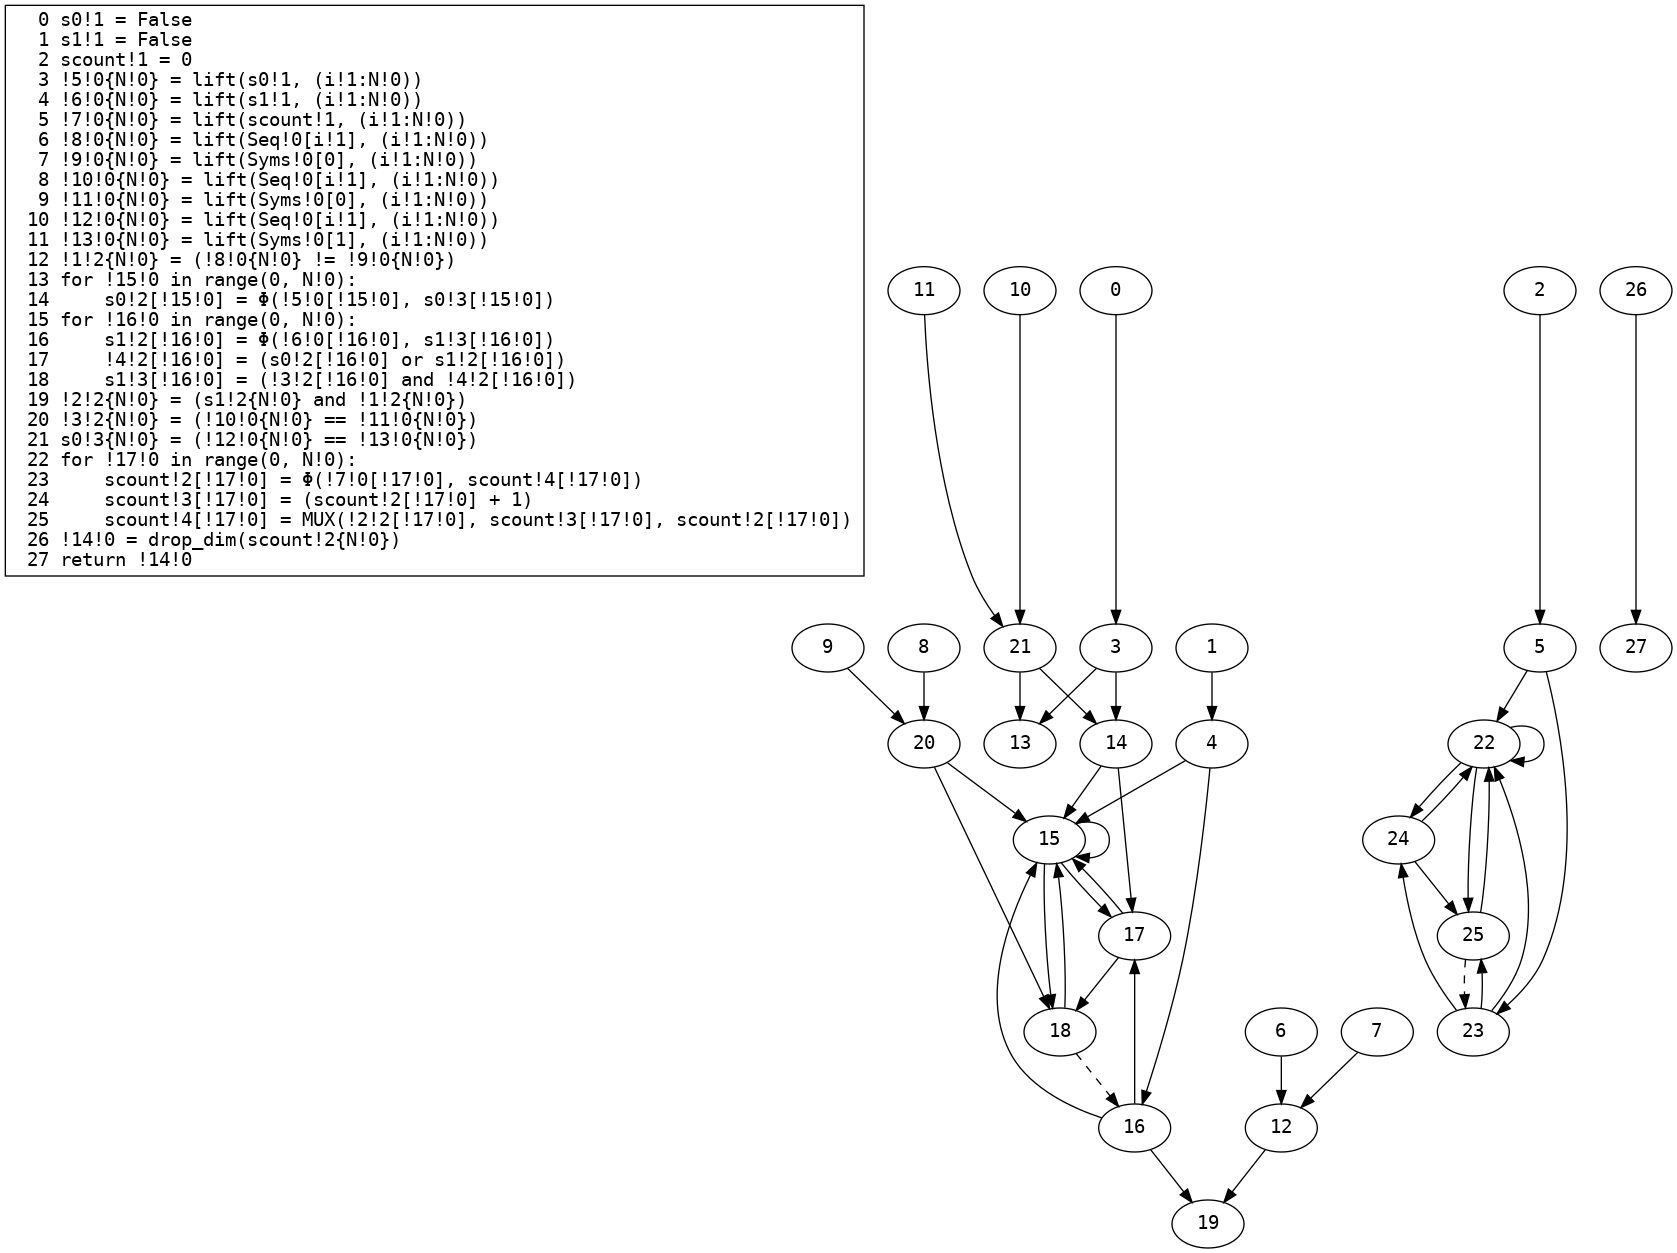 0 s0!1 = False
1 s1!1 = False
2 scount!1 = 0
3 !5!0{N!0} = lift(s0!1, (i!1:N!0))
4 !6!0{N!0} = lift(s1!1, (i!1:N!0))
5 !7!0{N!0} = lift(scount!1, (i!1:N!0))
6 !8!0{N!0} = lift(Seq!0[i!1], (i!1:N!0))
7 !9!0{N!0} = lift(Syms!0[0], (i!1:N!0))
8 !10!0{N!0} = lift(Seq!0[i!1], (i!1:N!0))
9 !11!0{N!0} = lift(Syms!0[0], (i!1:N!0))
10 !12!0{N!0} = lift(Seq!0[i!1], (i!1:N!0))
11 !13!0{N!0} = lift(Syms!0[1], (i!1:N!0))
12 !1!2{N!0} = (!8!0{N!0} != !9!0{N!0})
13 for !15!0 in range(0, N!0):
14     s0!2[!15!0] = Φ(!5!0[!15!0], s0!3[!15!0])
15 for !16!0 in range(0, N!0):
16     s1!2[!16!0] = Φ(!6!0[!16!0], s1!3[!16!0])
17     !4!2[!16!0] = (s0!2[!16!0] or s1!2[!16!0])
18     s1!3[!16!0] = (!3!2[!16!0] and !4!2[!16!0])
19 !2!2{N!0} = (s1!2{N!0} and !1!2{N!0})
20 !3!2{N!0} = (!10!0{N!0} == !11!0{N!0})
21 s0!3{N!0} = (!12!0{N!0} == !13!0{N!0})
22 for !17!0 in range(0, N!0):
23     scount!2[!17!0] = Φ(!7!0[!17!0], scount!4[!17!0])
24     scount!3[!17!0] = (scount!2[!17!0] + 1)
25     scount!4[!17!0] = MUX(!2!2[!17!0], scount!3[!17!0], scount!2[!17!0])
26 !14!0 = drop_dim(scount!2{N!0})
27 return !14!0
11 10 0 2 26
9 8 21 3 1 5 27
20 13 14 4 22
15 24
17 25
18 6 7 23
16 12
19